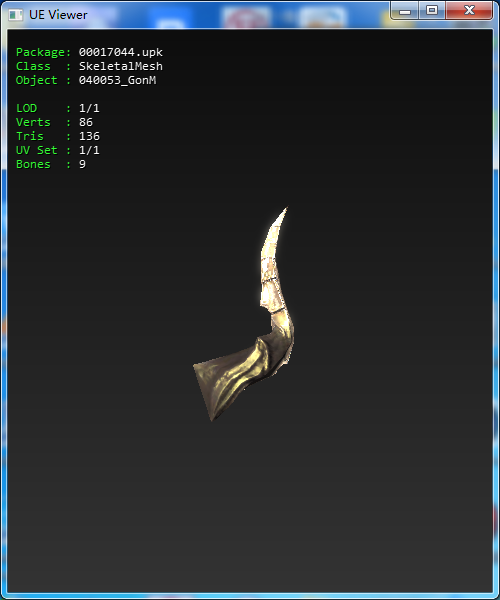 UE Viewer
Package: 00017044.upk
Class : SkeletalMesh
Object : 040053_GonM
LOD : 1/1
Verts : 86
Tris : 136
UV Set : 1/1
Bones : 9